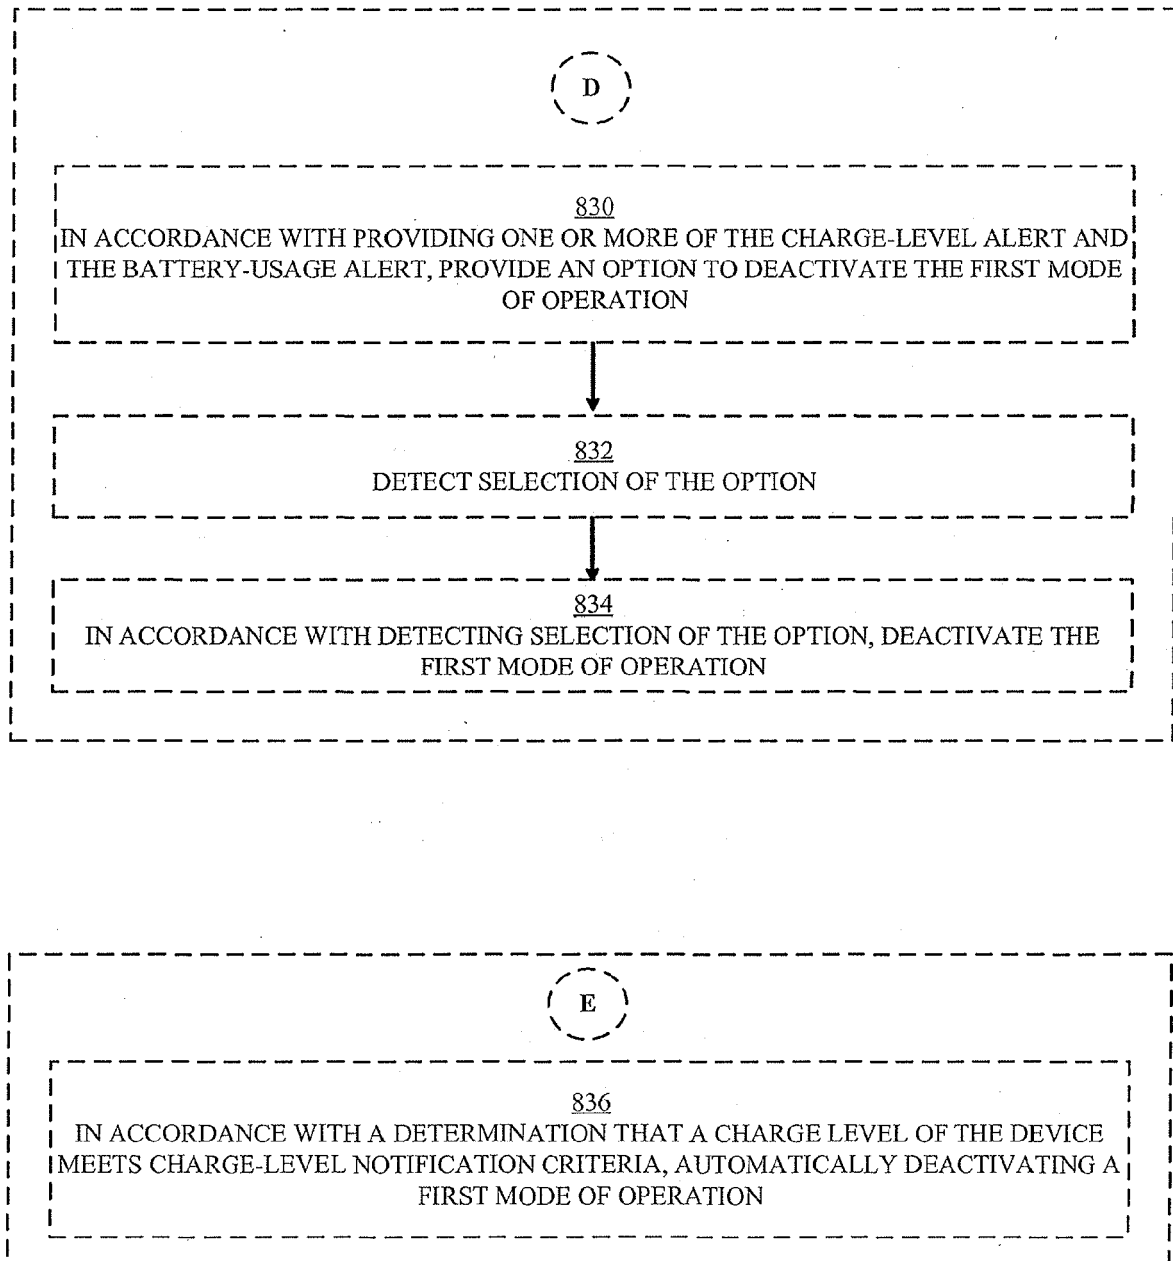 D
830
IN ACCORDANCE WITH PROVIDING ONE OR MORE OF THE CHARGE-LEVEL ALERT AND
THE BATTERY-USAGE ALERT, PROVIDE AN OPTION TO DEACTIVATE THE FIRST MODE
OF OPERATION
832
DETECT SELECTION OF THE OPTION
834
IN ACCORDANCE WITH DETECTING SELECTION OF THE OPTION, DEACTIVATE THE
FIRST MODE OF OPERATION
E
836
IN ACCORDANCE WITH A DETERMINATION THAT A CHARGE LEVEL OF THE DEVICE
MEETS CHARGE-LEVEL NOTIFICATION CRITERIA, AUTOMATICALLY DEACTIVATING A
FIRST MODE OF OPERATION